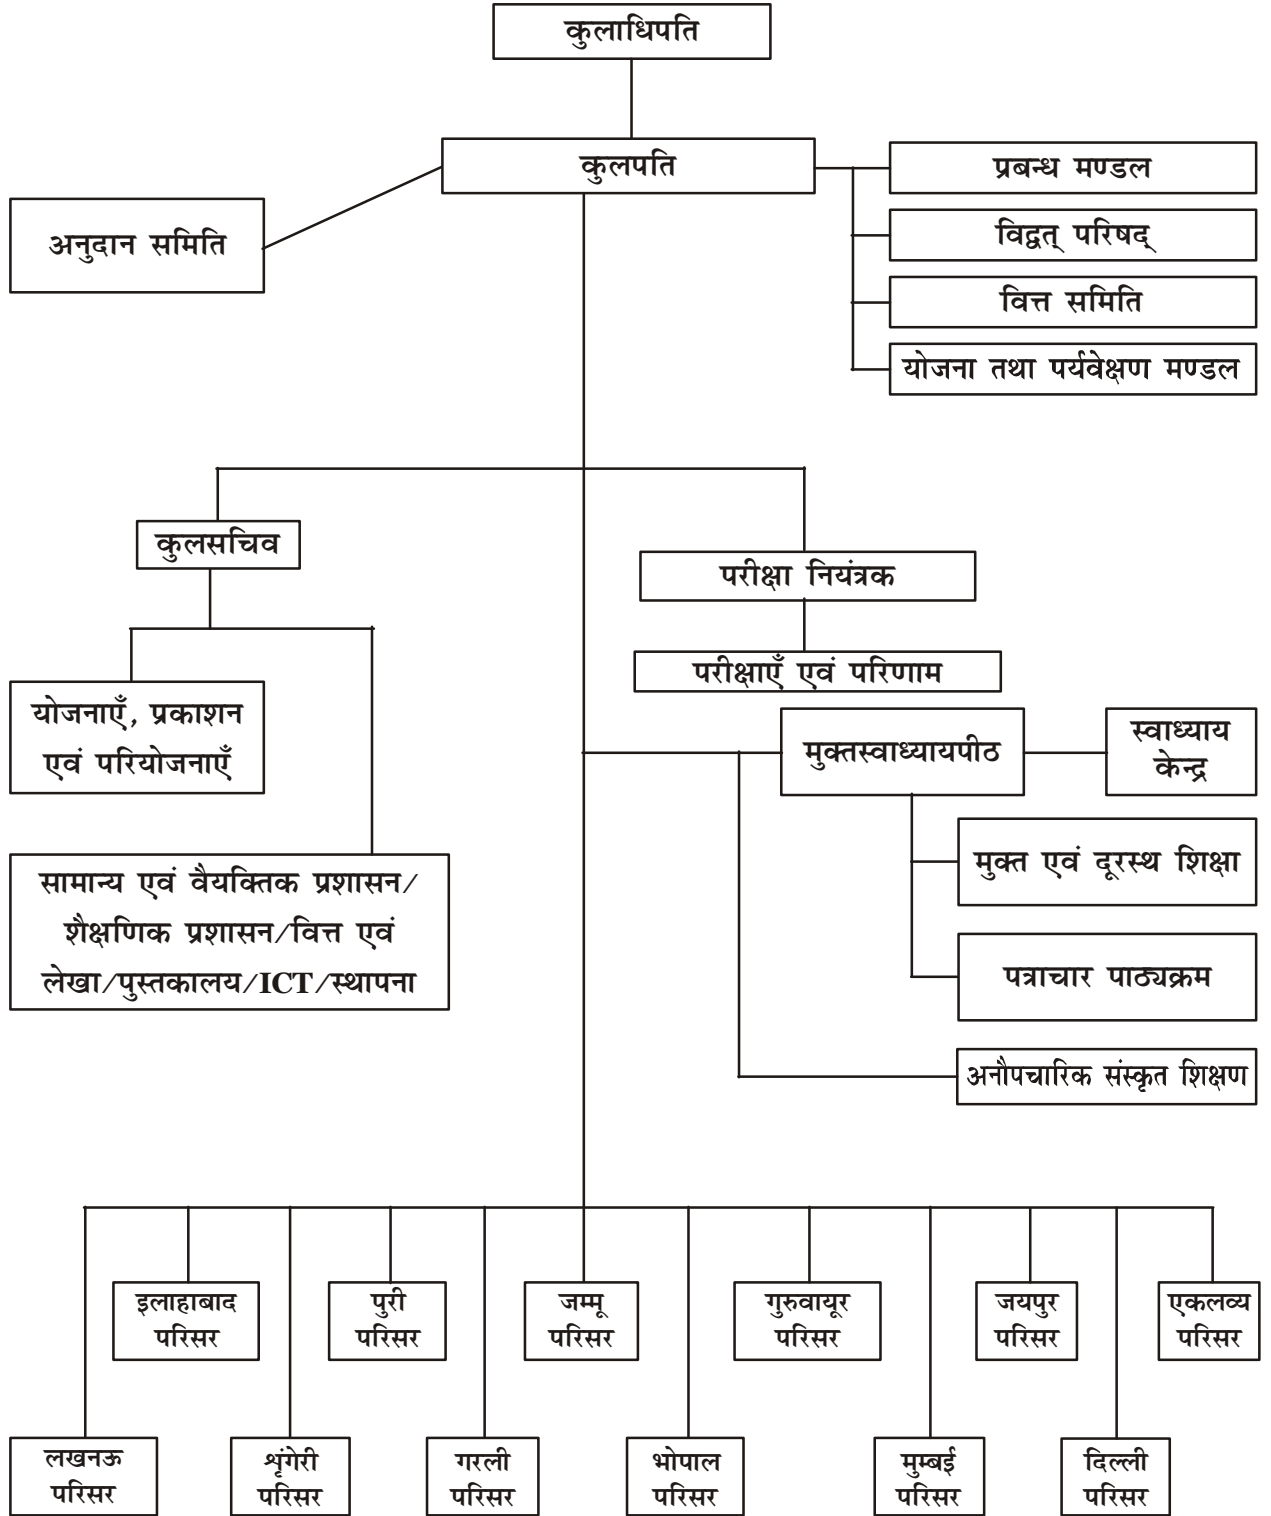 कुलाधिपति
कुलपति
प्रबन्ध मण्डल
विद्वत् परिषद्
अनुदान समिति
वित्त समिति
योजना तथा पर्यवेक्षण मण्डल
कुलसचिव
परीक्षा नियंत्रक
परीक्षाएँ एवं परिणाम
योजनाएँ, प्रकाशन
एवं परियोजनाएँ
मुक्तस्वाध्यायपीठ
स्वाध्याय
केन्द्र
मुक्त एवं दूरस्थ शिक्षा
सामान्य एवं वैयक्तिक प्रशासन/
शैक्षणिक प्रशासन/वित्त एवं
लेखा/पुस्तकालय/ICT/स्थापना
पत्राचार पाठ्यक्रम
अनौपचारिक संस्कृत शिक्षण
इलाहाबाद
परिसर
पुरी
परिसर
जम्मू
परिसर
गुरुवायूर
परिसर
जयपुर
परिसर
एकलव्य
परिसर
लखनऊ
परिसर
शृंगेरी
परिसर
गरली
परिसर
भोपाल
परिसर
मुम्बई
परिसर
दिल्ली
परिसर